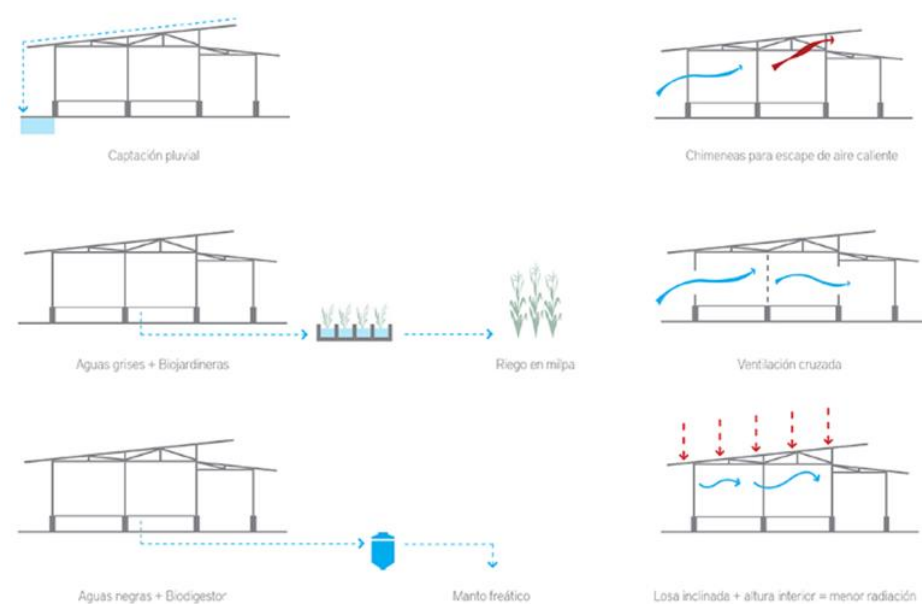 Captación pluvial
Chimeneas para escape de aire caliente
Aguas grises + Biojardineras
Riego en milpa
Ventilación cruzada
Aguas negras + Biodigestor
Manto freático
Losa inclinada + altura interior = menor radiación